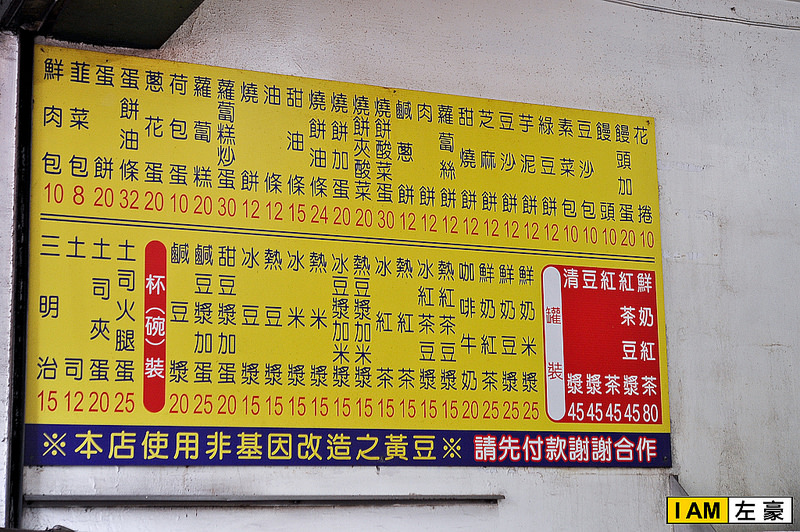 鮮肉包 10
韮菜包 8
蛋餅 20
蛋餅油條 32
蔥花蛋 20
荷包蛋 10
蘿蔔糕 20
蘿蔔糕炒蛋 30
燒餅 12
油條 12
甜油條 15
燒餅油條 24
燒餅加蛋 20
燒餅夾酸菜 20
燒餅酸菜蛋 30
鹹蔥餅 12
肉餅 12
蘿蔔絲餅 12
甜燒餅 12
芝麻餅 12
豆沙餅 12
芋泥餅 12
綠豆餅 12
素菜包 10
豆沙包 10
饅頭 10
饅頭加蛋 20
花捲 10
三明治 15
土司 12
土司夾蛋 20
土司火腿蛋 25
杯(碗)裝
鹹豆漿 20
鹹豆漿加蛋 25
甜豆漿加蛋 20
冰豆漿 15
熱豆漿 15
冰米漿 15
熱米漿 15
冰豆漿加米漿 15
熱豆漿加米漿 15
冰紅茶 15
熱紅茶 15
冰紅茶豆漿 15
熱紅茶豆漿 15
咖啡牛奶 20
鮮奶紅茶 25
鮮奶豆漿 25
鮮奶米漿 25
罐裝
清漿 45
豆漿 45
紅茶 45
紅茶豆漿 45
鮮奶紅茶 80
※本店使用非基因改造之黃豆※ 請先付款謝謝合作
I AM 左豪